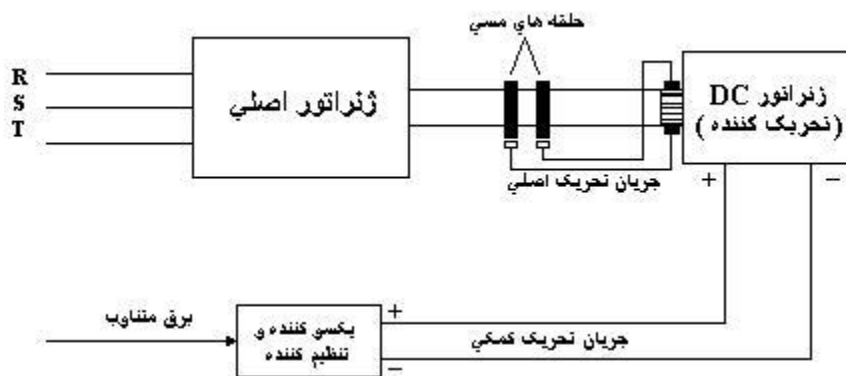 حلقه هاي مسي
R
S
T
ژنراتور اصلي
ژنراتور DC
(تحريک کننده)
جريان تحريک اصلي
+
−
برق متناوب
يکسو کننده و
تنظيم کننده
+
جريان تحريک کمکي
−